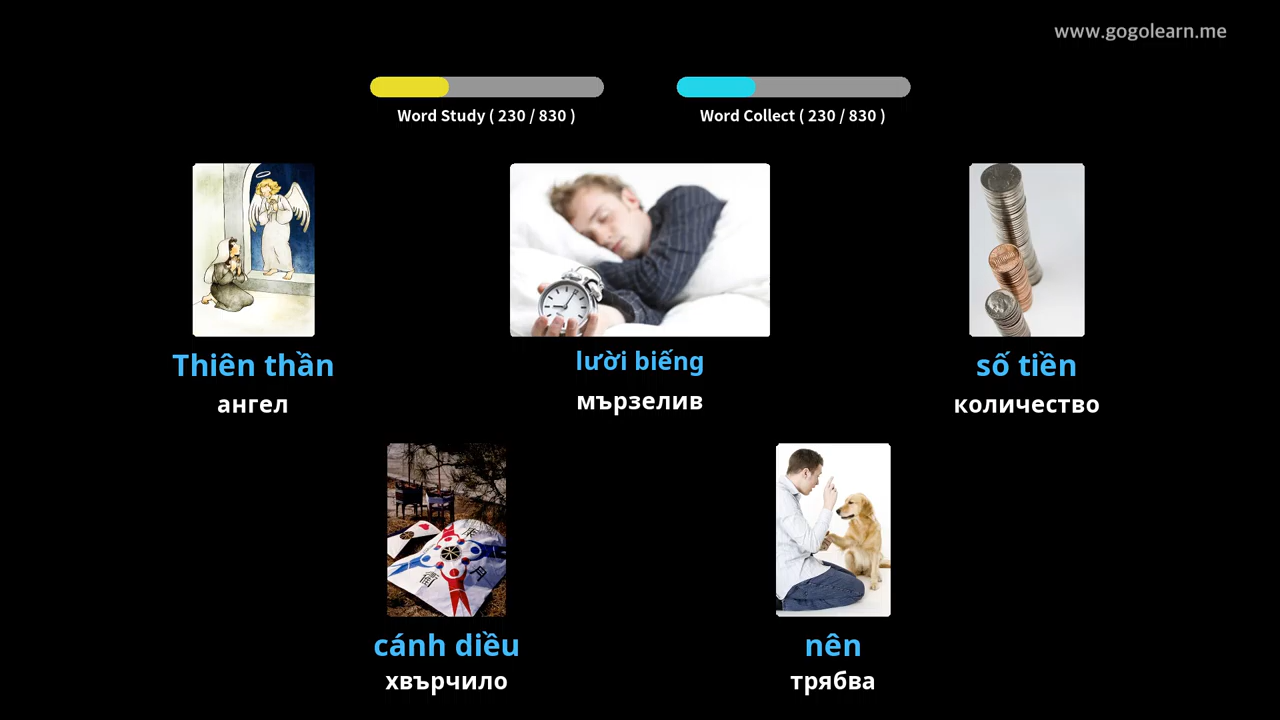 www.gogolearn.me
Word Study ( 230 / 830 )
Word Collect ( 230 / 830 )
Thiên thần
ангел
lười biếng
мързелив
số tiền
количество
cánh diều
хвърчило
nên
трябва